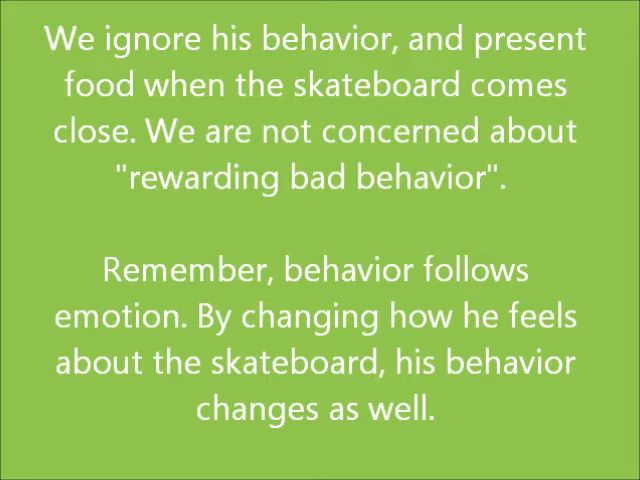 We ignore his behavior, and present
food when the skateboard comes
close. We are not concerned about
"rewarding bad behavior".
Remember, behavior follows
emotion. By changing how he feels
about the skateboard, his behavior
changes as well.